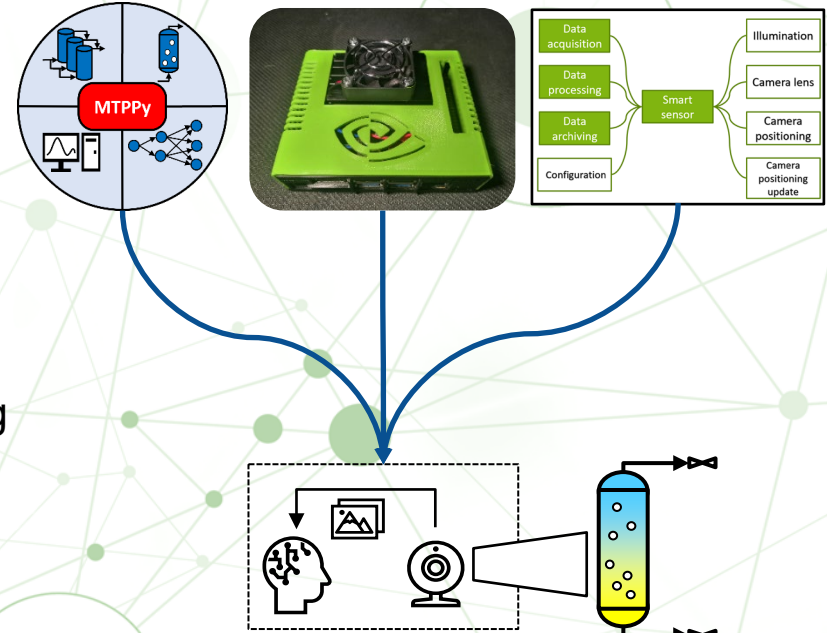 MTPPy
Data
acquisition
Data
processing
Data
archiving
Configuration
Smart
sensor
Illumination
Camera lens
Camera
positioning
Camera
positioning
update
g